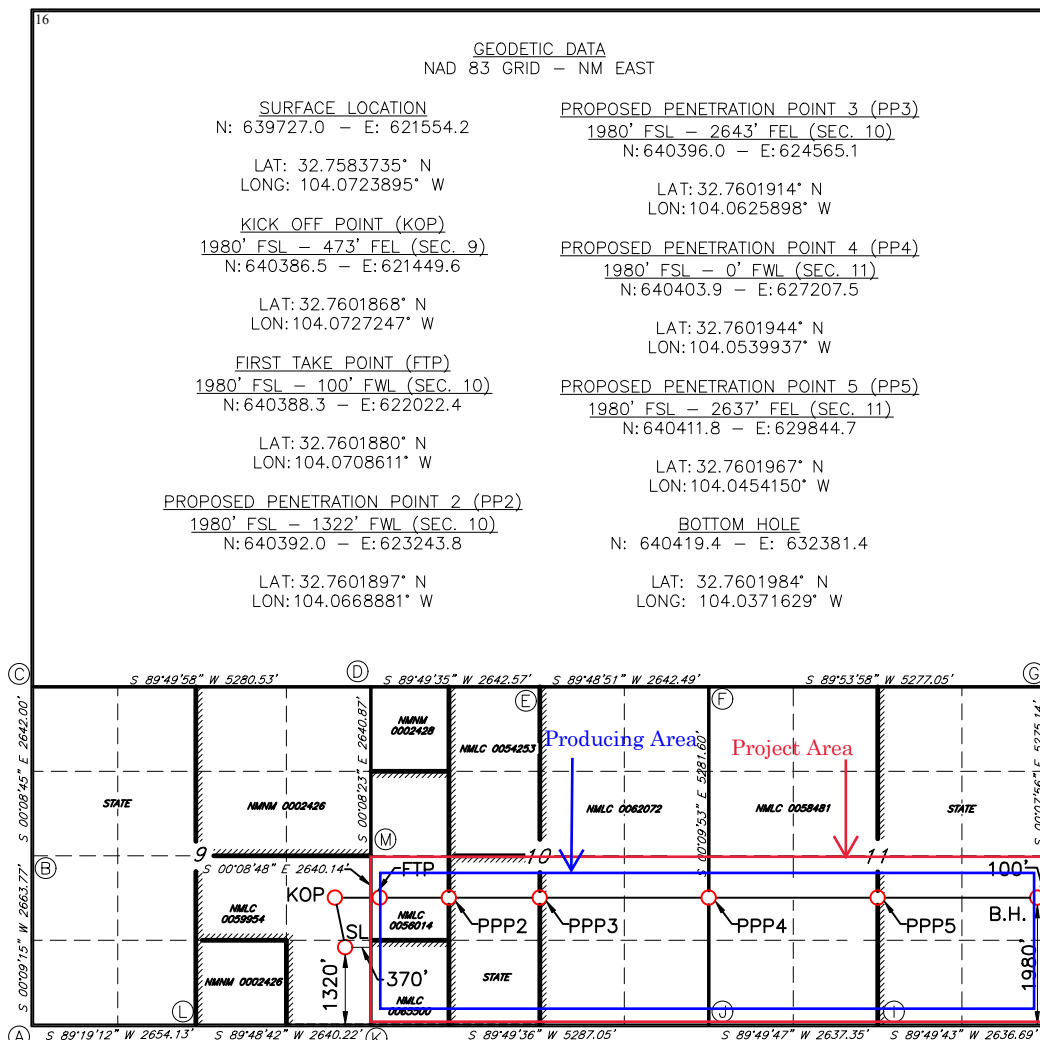 16
GEODETIC DATA
NAD 83 GRID – NM EAST
SURFACE LOCATION
N: 639727.0 – E: 621554.2
LAT: 32.7583735° N
LONG: 104.0723895° W
KICK OFF POINT (KOP)
1980' FSL – 473' FEL (SEC. 9)
N: 640386.5 – E: 621449.6
LAT: 32.7601868° N
LON: 104.0727247° W
FIRST TAKE POINT (FTP)
1980' FSL – 100' FWL (SEC. 10)
N: 640388.3 – E: 622022.4
LAT: 32.7601880° N
LON: 104.0708611° W
PROPOSED PENETRATION POINT 2 (PP2)
1980' FSL – 1322' FWL (SEC. 10)
N: 640392.0 – E: 623243.8
LAT: 32.7601897° N
LON: 104.0668881° W
PROPOSED PENETRATION POINT 3 (PP3)
1980' FSL – 2643' FEL (SEC. 10)
N: 640396.0 – E: 624565.1
LAT: 32.7601914° N
LON: 104.0625898° W
PROPOSED PENETRATION POINT 4 (PP4)
1980' FSL – 0' FWL (SEC. 11)
N: 640403.9 – E: 627207.5
LAT: 32.7601944° N
LON: 104.0539937° W
PROPOSED PENETRATION POINT 5 (PP5)
1980' FSL – 2637' FEL (SEC. 11)
N: 640411.8 – E: 629844.7
LAT: 32.7601967° N
LON: 104.0454150° W
BOTTOM HOLE
N: 640419.4 – E: 632381.4
LAT: 32.7601984° N
LONG: 104.0371629° W
C
S 89°49'58" W 5280.53'
D
S 89°49'35" W 2642.57'
S 89°48'51" W 2642.49'
S 89°53'58" W 5277.05'
G
E
F
S 00°08'45" E 2642.00'
S 00°08'23" E 2640.87'
S 00°09'53" E 5281.60'
S 00°07'56" E 5275.14'
NMNM 0002428
NMLC 0054253
Producing Area
Project Area
STATE
NMNM 0002426
NMLC 0062072
NMLC 0058481
STATE
M
B
9
10
11
S 00°08'48" E 2640.14'
FTP
100'
KOP
NMLC 0059954
NMLC 0056014
PPP2
PPP3
PPP4
PPP5
B.H.
SL
S 00°09'15" W 2663.77'
NMNM 0002426
1320'
370'
STATE
NMLC 0065500
1980'
L
J
I
A
S 89°19'12" W 2654.13'
S 89°48'42" W 2640.22'
K
S 89°49'36" W 5287.05'
S 89°49'47" W 2637.35'
S 89°49'43" W 2636.69'